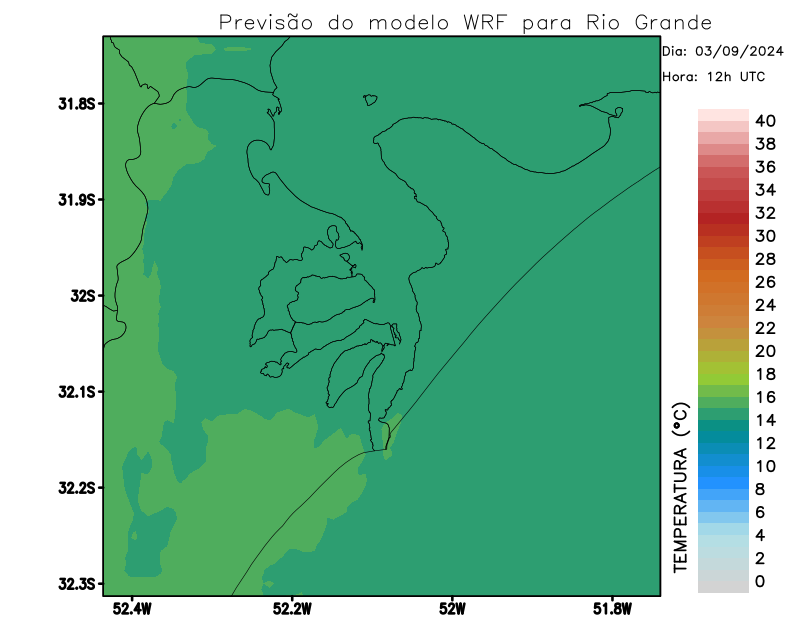 Previsão do modelo WRF para Rio Grande
Dia: 03/09/2024
Hora: 12h UTC
31.8S
31.9S
32S
32.1S
32.2S
32.3S
52.4W
52.2W
52W
51.8W
TEMPERATURA (°C)
40
38
36
34
32
30
28
26
24
22
20
18
16
14
12
10
8
6
4
2
0